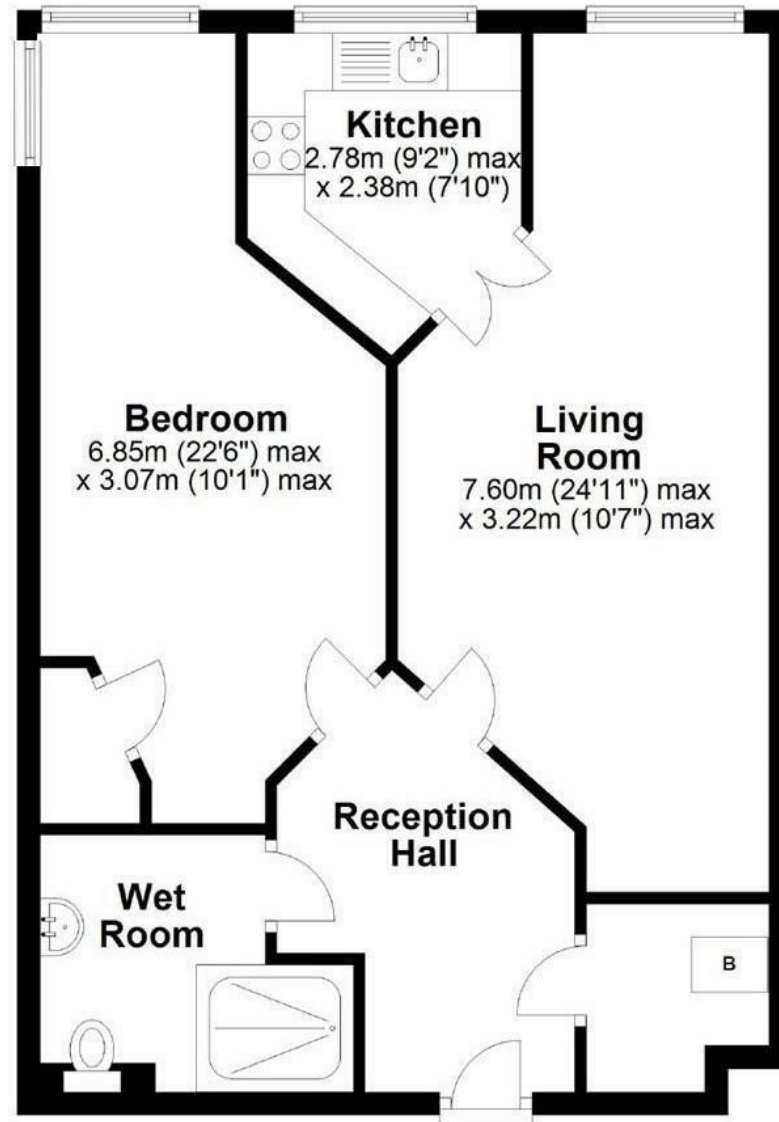 Kitchen
2.78m (9'2") max
x 2.38m (7'10")
Bedroom
6.85m (22'6") max
x 3.07m (10'1") max
Living
Room
7.60m (24'11") max
x 3.22m (10'7") max
Reception
Hall
Wet
Room
B